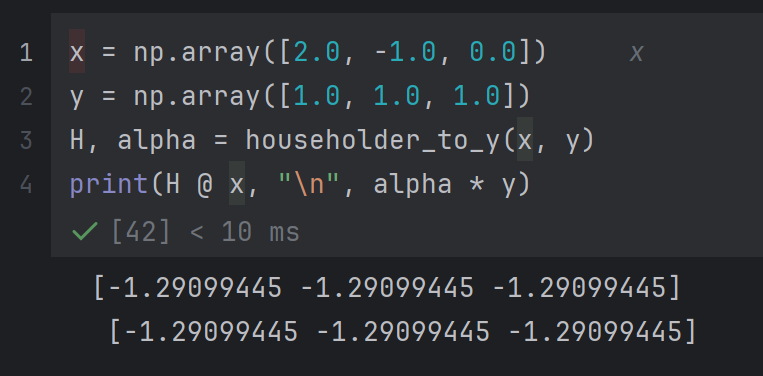 1 x = np.array([2.0, -1.0, 0.0]) x
2 y = np.array([1.0, 1.0, 1.0])
3 H, alpha = householder_to_y(x, y)
4 print(H @ x, "\n", alpha * y)
[42] < 10 ms
[-1.29099445 -1.29099445 -1.29099445]
[-1.29099445 -1.29099445 -1.29099445]